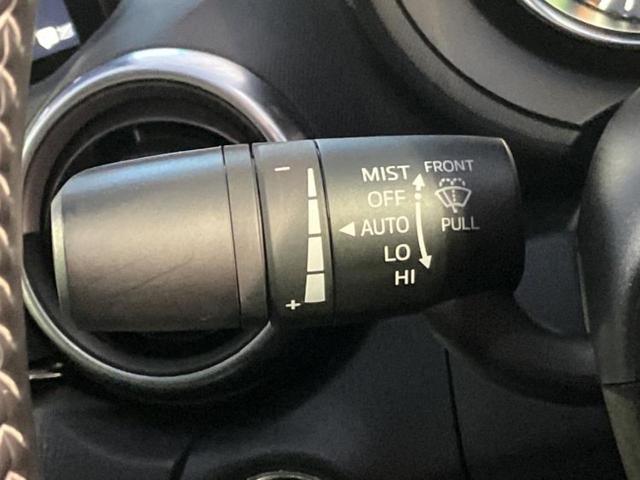 −
MIST FRONT
OFF
AUTO PULL
LO
HI
+